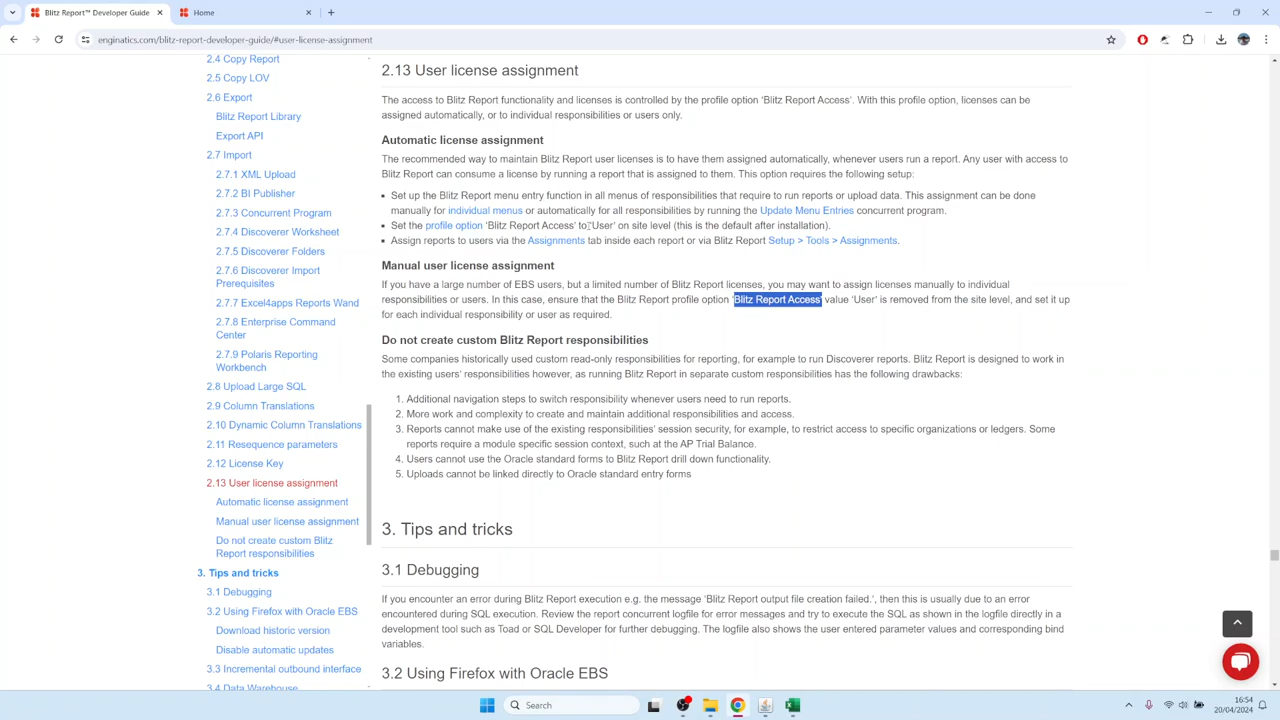 Blitz Report™ Developer Guide
Home
enginatics.com/blitz-report-developer-guide/#user-license-assignment
2.4 Copy Report
2.5 Copy LOV
2.6 Export
Blitz Report Library
Export API
2.7 Import
2.7.1 XML Upload
2.7.2 BI Publisher
2.7.3 Concurrent Program
2.7.4 Discoverer Worksheet
2.7.5 Discoverer Folders
2.7.6 Discoverer Import
Prerequisites
2.7.7 Excel4apps Reports Wand
2.7.8 Enterprise Command
Center
2.7.9 Polaris Reporting
Workbench
2.8 Upload Large SQL
2.9 Column Translations
2.10 Dynamic Column Translations
2.11 Resequence parameters
2.12 License Key
2.13 User license assignment
Automatic license assignment
Manual user license assignment
Do not create custom Blitz
Report responsibilities
3. Tips and tricks
3.1 Debugging
3.2 Using Firefox with Oracle EBS
Download historic version
Disable automatic updates
3.3 Incremental outbound interface
3.4 Data Warehouse
2.13 User license assignment
The access to Blitz Report functionality and licenses is controlled by the profile option 'Blitz Report Access'. With this profile option, licenses can be
assigned automatically, or to individual responsibilities or users only.
Automatic license assignment
The recommended way to maintain Blitz Report user licenses is to have them assigned automatically, whenever users run a report. Any user with access to
Blitz Report can consume a license by running a report that is assigned to them. This option requires the following setup:
Set up the Blitz Report menu entry function in all menus of responsibilities that require to run reports or upload data. This assignment can be done
manually for individual menus or automatically for all responsibilities by running the Update Menu Entries concurrent program.
Set the profile option 'Blitz Report Access' to 'User' on site level (this is the default after installation).
Assign reports to users via the Assignments tab inside each report or via Blitz Report Setup > Tools > Assignments.
Manual user license assignment
If you have a large number of EBS users, but a limited number of Blitz Report licenses, you may want to assign licenses manually to individual
responsibilities or users. In this case, ensure that the Blitz Report profile option 'Blitz Report Access' value 'User' is removed from the site level, and set it up
for each individual responsibility or user as required.
Do not create custom Blitz Report responsibilities
Some companies historically used custom read-only responsibilities for reporting, for example to run Discoverer reports. Blitz Report is designed to work in
the existing users' responsibilities however, as running Blitz Report in separate custom responsibilities has the following drawbacks:
1. Additional navigation steps to switch responsibility whenever users need to run reports.
2. More work and complexity to create and maintain additional responsibilities and access.
3. Reports cannot make use of the existing responsibilities' session security, for example, to restrict access to specific organizations or ledgers. Some
reports require a module specific session context, such at the AP Trial Balance.
4. Users cannot use the Oracle standard forms to Blitz Report drill down functionality.
5. Uploads cannot be linked directly to Oracle standard entry forms
3. Tips and tricks
3.1 Debugging
If you encounter an error during Blitz Report execution e.g. the message 'Blitz Report output file creation failed.', then this is usually due to an error
encountered during SQL execution. Review the report concurrent logfile for error messages and try to execute the SQL as shown in the logfile directly in a
development tool such as Toad or SQL Developer for further debugging. The logfile also shows the user entered parameter values and corresponding bind
variables.
3.2 Using Firefox with Oracle EBS
Search
16:54
20/04/2024